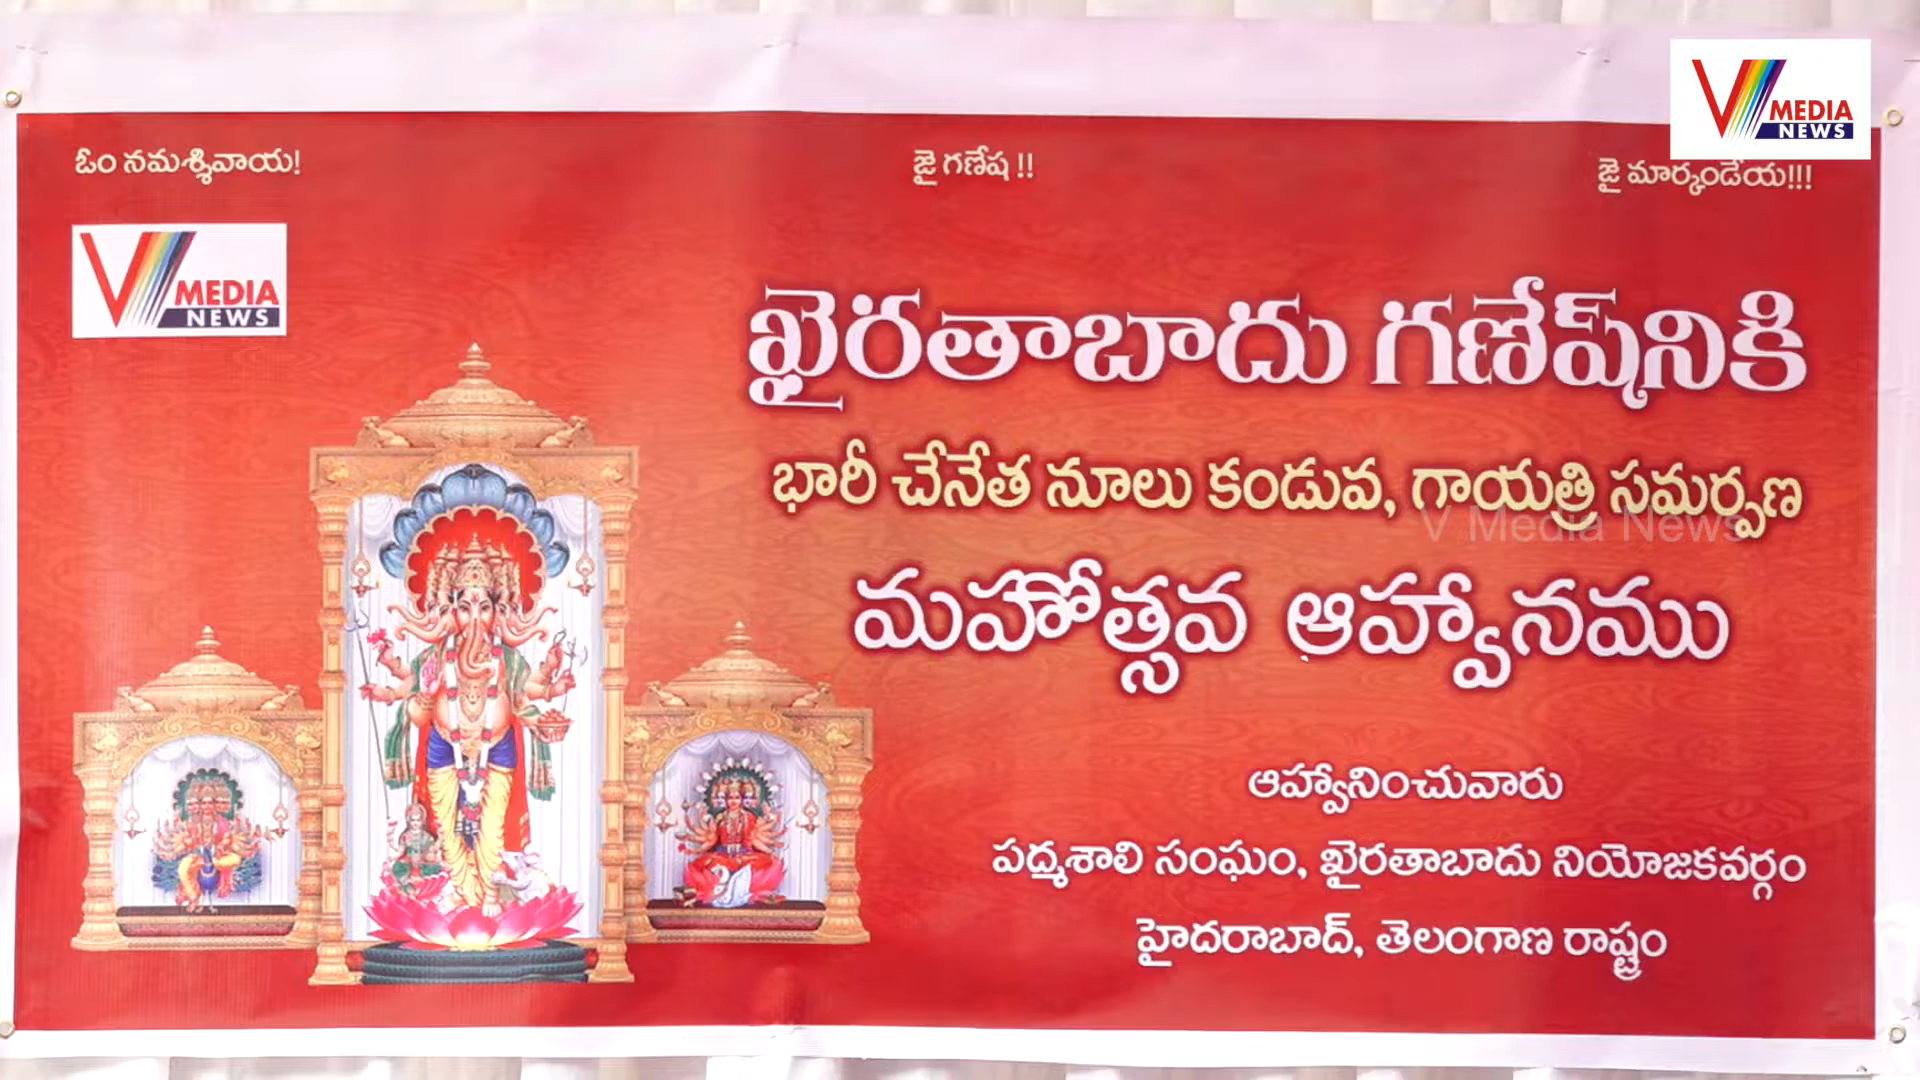 V MEDIA NEWS
ఓం నమశ్శివాయ! జై గణేష !! జై మార్కండేయ!!!
V MEDIA NEWS
ఖైరతాబాదు గణేష్‌నికి
భారీ చేనేత నూలు కండువ, గాయత్రి సమర్పణ
V Media News
మహోత్సవ ఆహ్వానము
ఆహ్వానించువారు
పద్మశాలి సంఘం, ఖైరతాబాదు నియోజకవర్గం
హైదరాబాద్, తెలంగాణ రాష్ట్రం